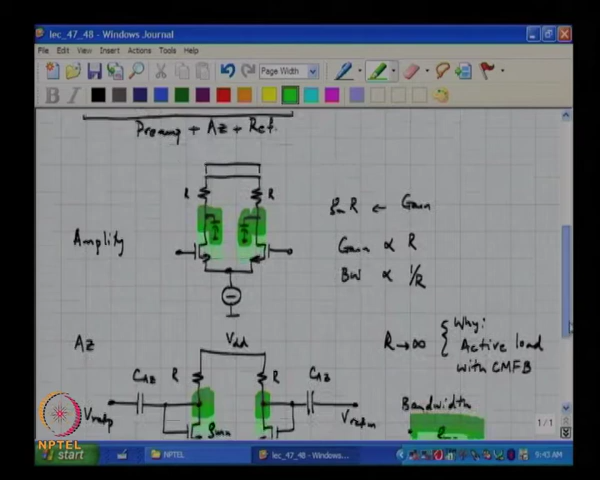 lec_47_48 - Windows Journal
File Edit View Insert Actions Tools Help
Page Width
B I
Preamp + AZ + Ref.
R R
gmR ← Gain
Amplify
Gain ∝ R
BW ∝ 1/R
AZ
Vdd
R→∞ { Why:
Active load
with CMFB
CAZ R R CAZ
Vrefp
Vrefm
Bandwidth
1/1
NPTEL
start
NPTEL
lec_47_48 - Windows...
9:43 AM